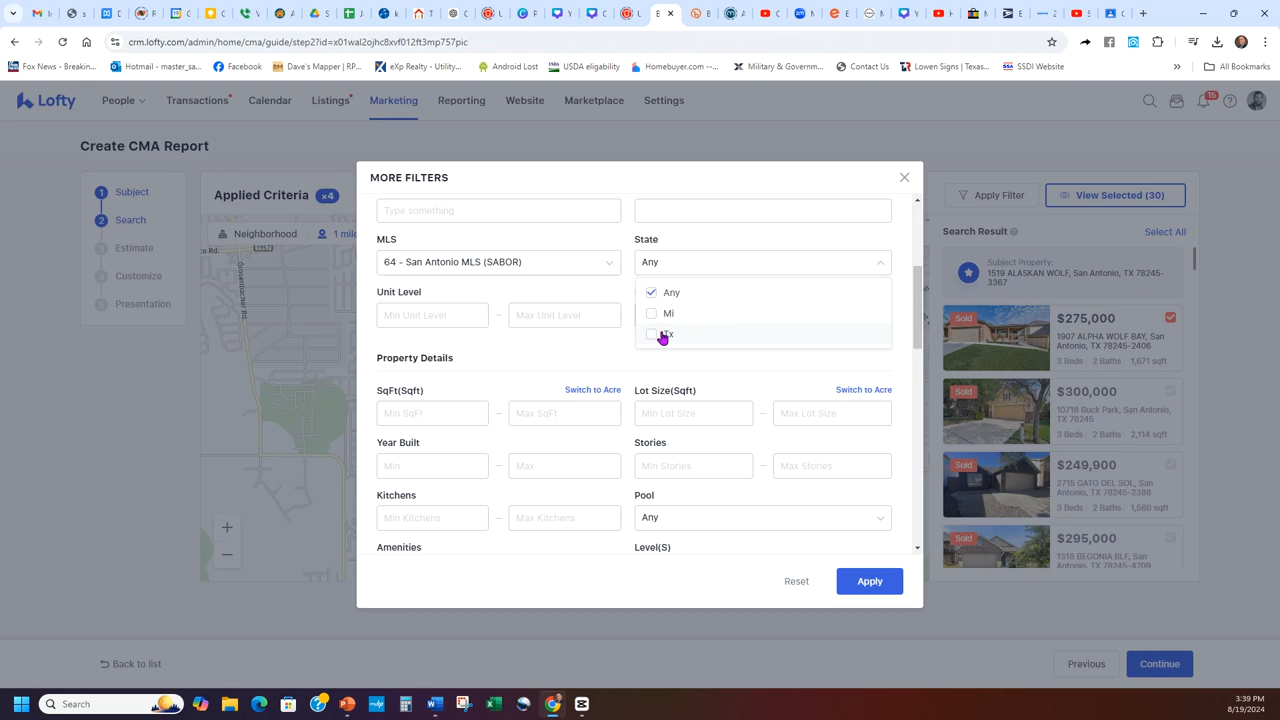 crm.lofty.com/admin/home/cma/guide/step2?id=x01wal2ojhc8xvf012ft3mp757pic
Fox News - Breakin...
Hotmail - master_sa...
Facebook
Dave's Mapper | RP...
eXp Realty - Utility...
Android Lost
USDA eligibility
Homebuyer.com --...
Military & Governm...
Contact Us
Lowen Signs | Texas...
SSDI Website
All Bookmarks
Lofty
People
Transactions
Calendar
Listings
Marketing
Reporting
Website
Marketplace
Settings
15
Create CMA Report
1 Subject
2 Search
3 Estimate
4 Customize
5 Presentation
Applied Criteria x4
Neighborhood
1 mile
MORE FILTERS
Type something
MLS
State
64 - San Antonio MLS (SABOR)
Any
Any
Mi
Tx
Unit Level
Min Unit Level – Max Unit Level
Property Details
SqFt(Sqft) Switch to Acre
Lot Size(Sqft) Switch to Acre
Min SqFt – Max SqFt
Min Lot Size – Max Lot Size
Year Built
Stories
Min – Max
Min Stories – Max Stories
Kitchens
Pool
Min Kitchens – Max Kitchens
Any
Amenities
Level(S)
Reset
Apply
Apply Filter
View Selected (30)
Search Result
Select All
Subject Property:
1519 ALASKAN WOLF, San Antonio, TX 78245-
3367
Sold
$275,000
1907 ALPHA WOLF BAY, San
Antonio, TX 78245-2406
3 Beds 2 Baths 1,671 sqft
Sold
$300,000
10718 Buck Park, San Antonio,
TX 78245
3 Beds 2 Baths 2,114 sqft
Sold
$249,900
2715 GATO DEL SOL, San
Antonio, TX 78245-2388
3 Beds 2 Baths 1,560 sqft
Sold
$295,000
1318 BEGONIA BLF, San
Antonio, TX 78245-4709
Back to list
Previous
Continue
Search
3:39 PM
8/19/2024